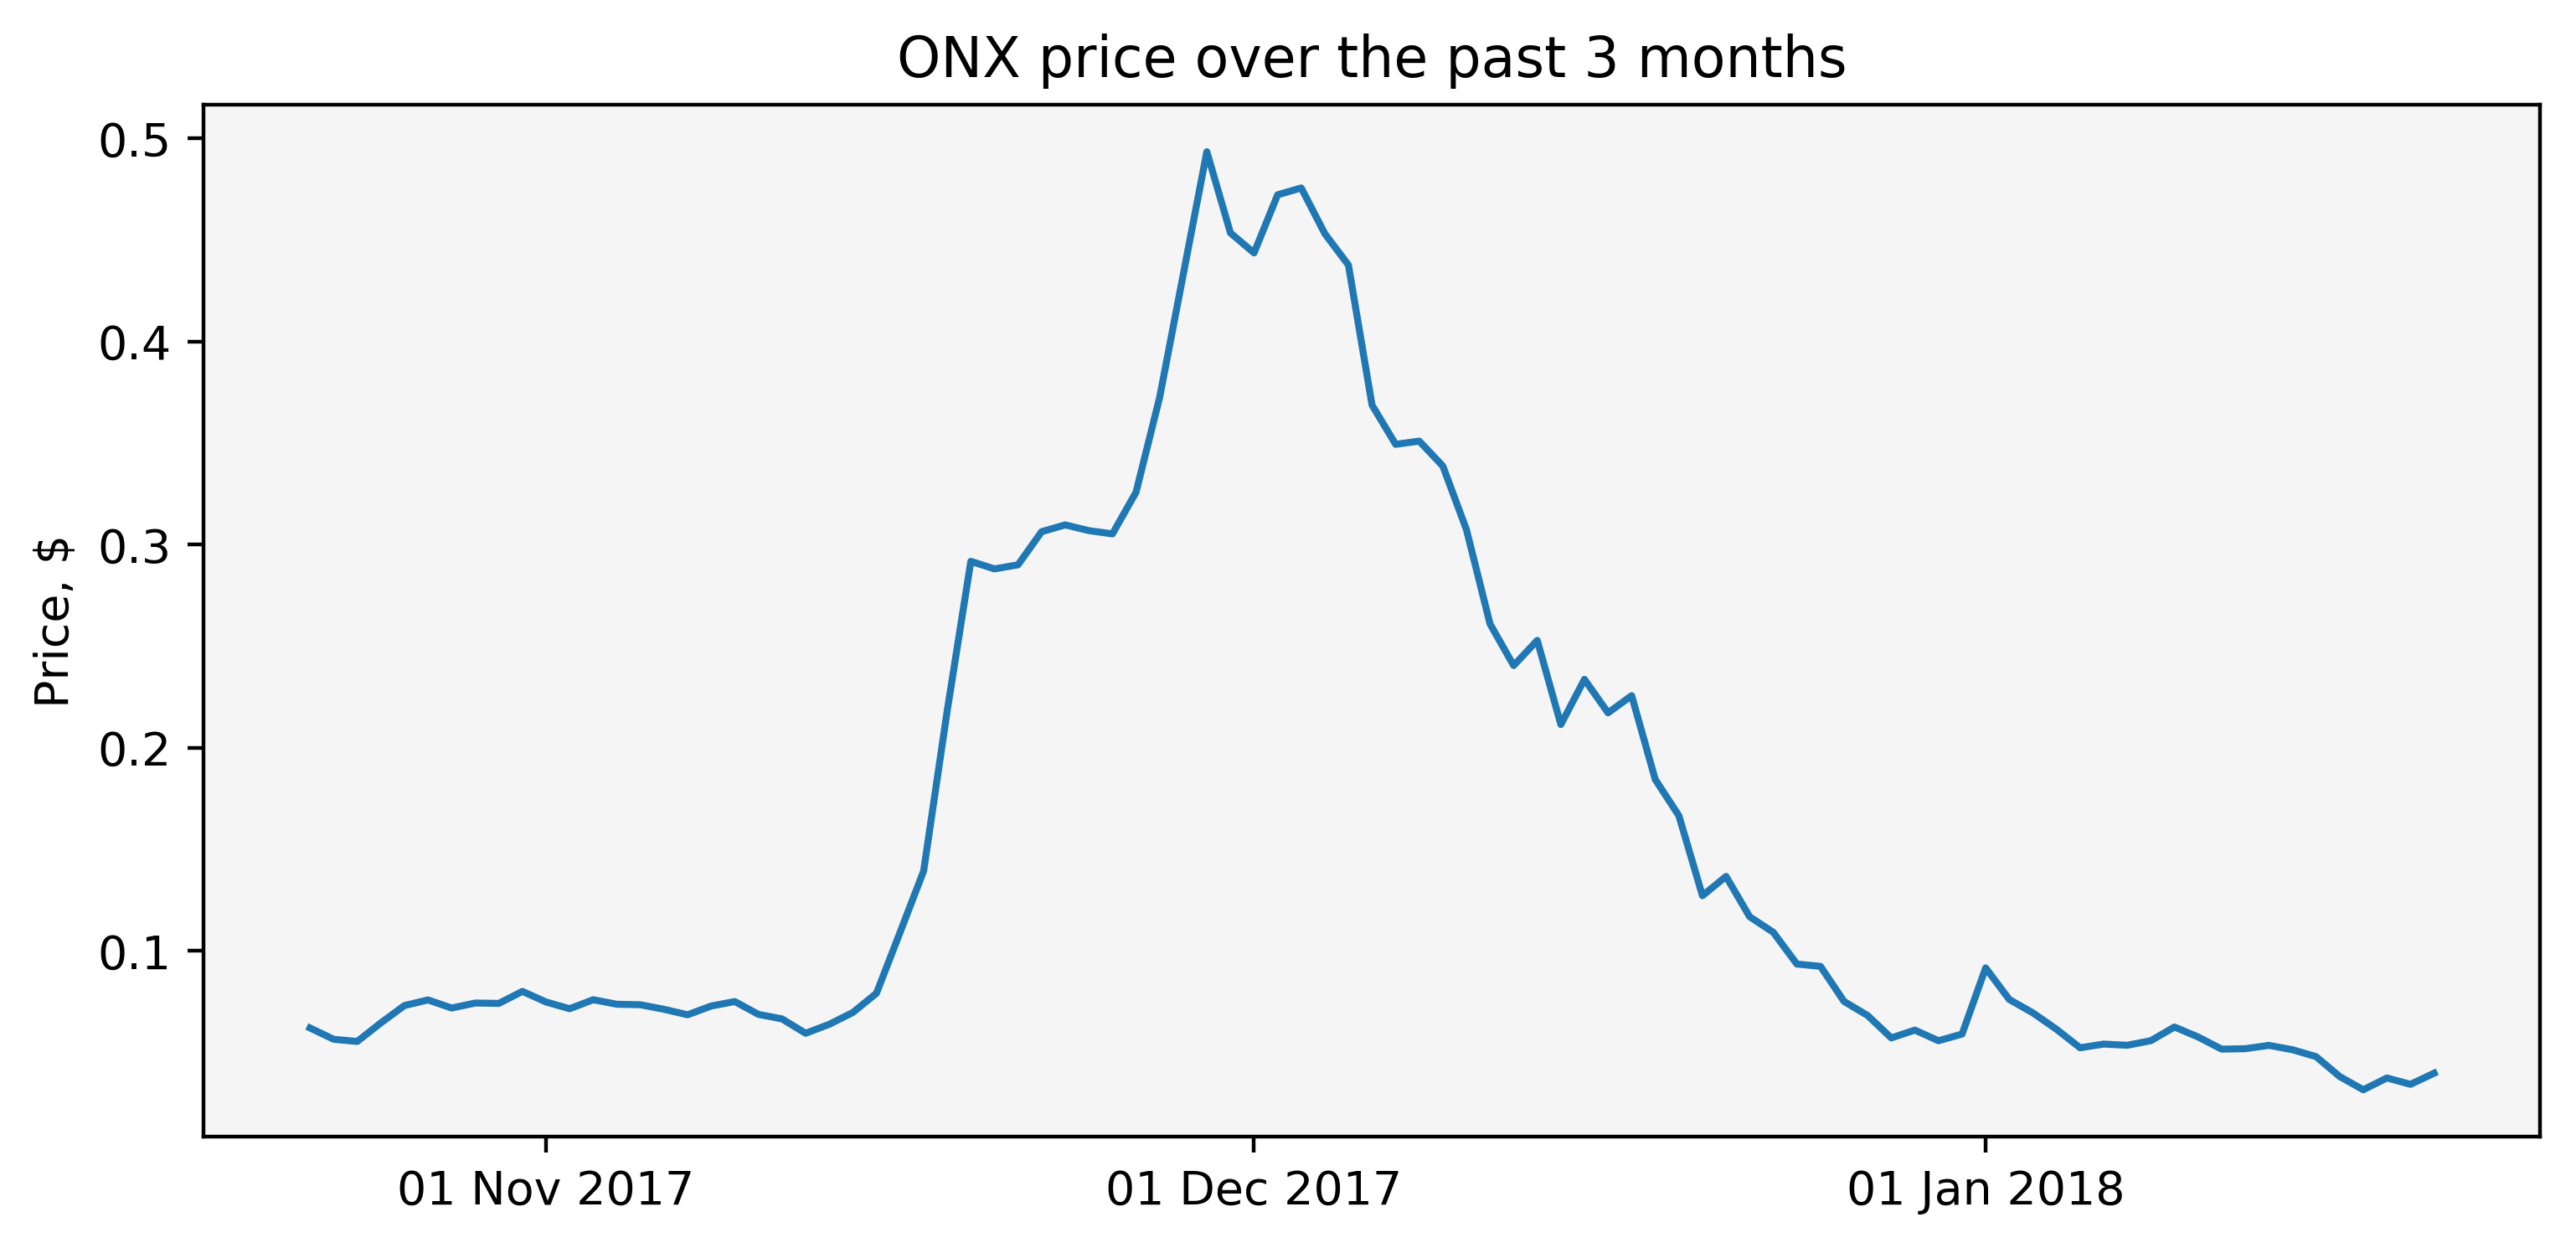 ONX price over the past 3 months
Price, $
0.5
0.4
0.3
0.2
0.1
01 Nov 2017
01 Dec 2017
01 Jan 2018